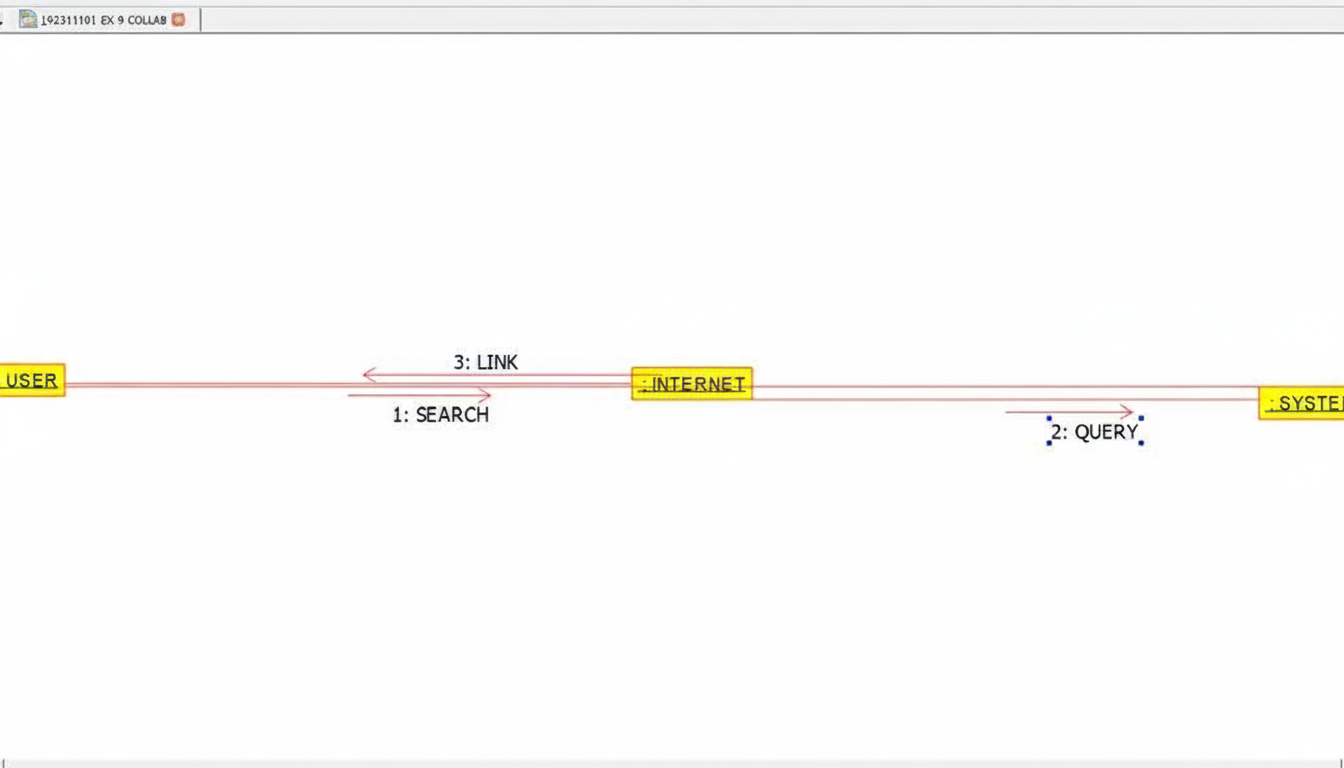 192311101 EX 9 COLLAB
3: LINK
USER
: INTERNET
1: SEARCH
: SYSTE
2: QUERY